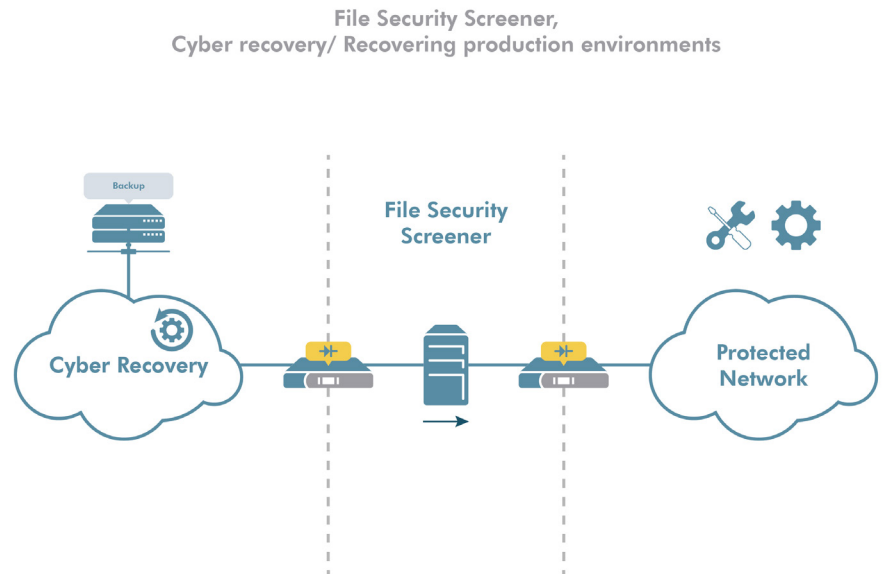 File Security Screener,
Cyber recovery/ Recovering production environments
Backup
File Security
Screener
Cyber Recovery
Protected
Network